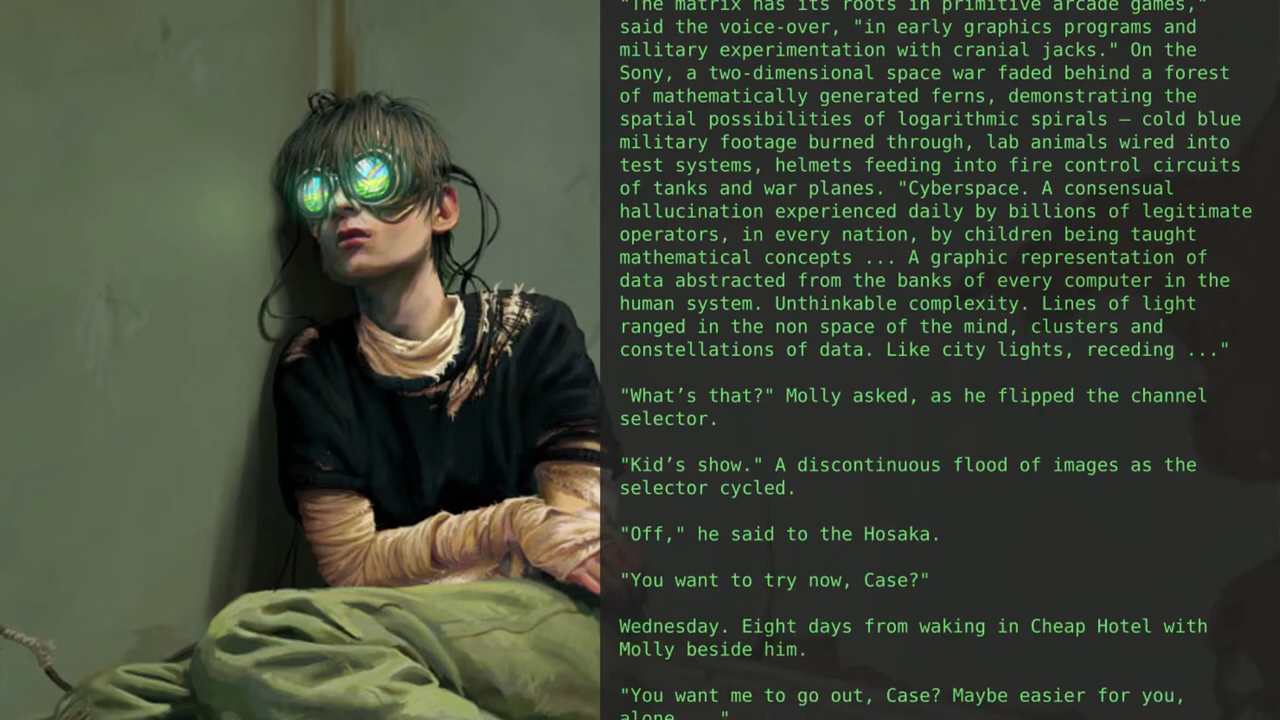 "The matrix has its roots in primitive arcade games,"
said the voice-over, "in early graphics programs and
military experimentation with cranial jacks." On the
Sony, a two-dimensional space war faded behind a forest
of mathematically generated ferns, demonstrating the
spatial possibilities of logarithmic spirals — cold blue
military footage burned through, lab animals wired into
test systems, helmets feeding into fire control circuits
of tanks and war planes. "Cyberspace. A consensual
hallucination experienced daily by billions of legitimate
operators, in every nation, by children being taught
mathematical concepts ... A graphic representation of
data abstracted from the banks of every computer in the
human system. Unthinkable complexity. Lines of light
ranged in the non space of the mind, clusters and
constellations of data. Like city lights, receding ..."
"What’s that?" Molly asked, as he flipped the channel
selector.
"Kid’s show." A discontinuous flood of images as the
selector cycled.
"Off," he said to the Hosaka.
"You want to try now, Case?"
Wednesday. Eight days from waking in Cheap Hotel with
Molly beside him.
"You want me to go out, Case? Maybe easier for you,
alone ... "